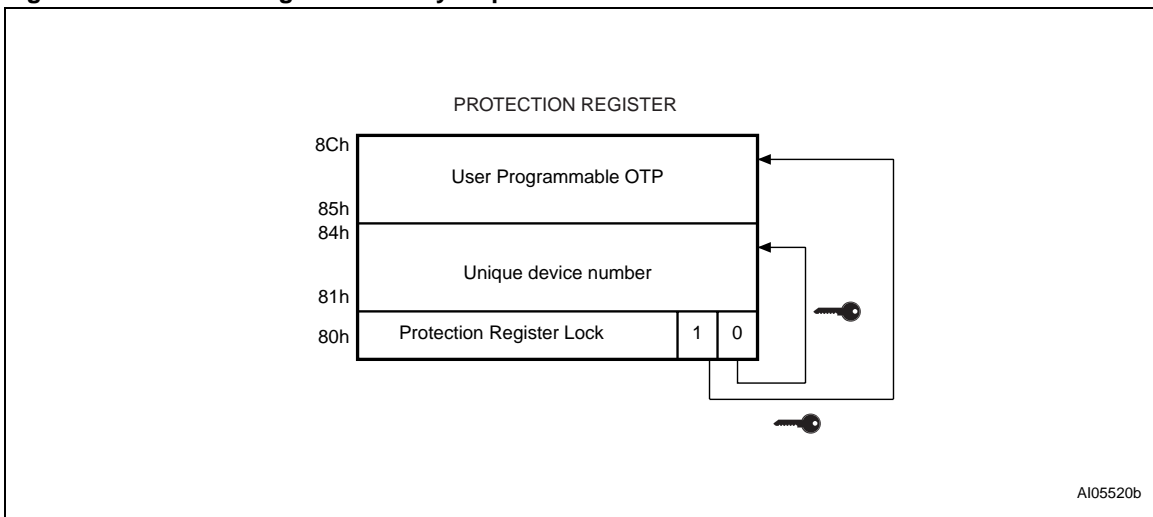 PROTECTION REGISTER
8Ch
User Programmable OTP
85h
84h
Unique device number
81h
80h
Protection Register Lock
1
0
AI05520b